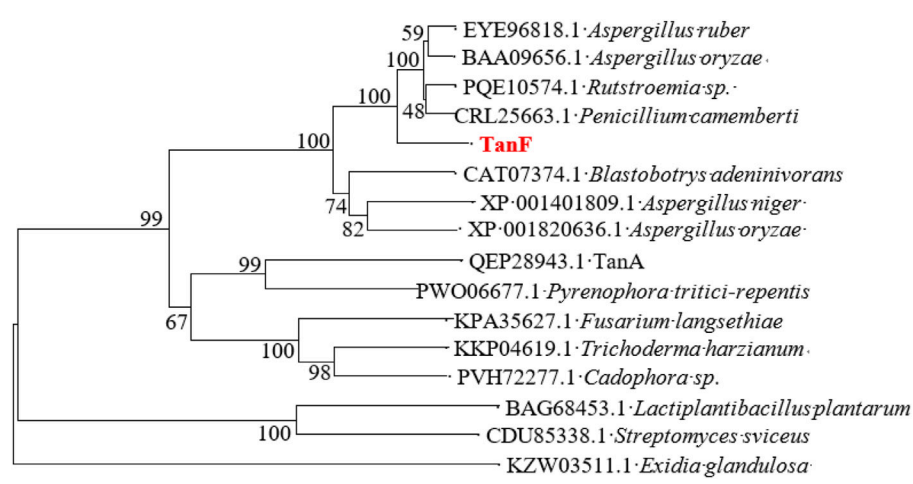 59 EYE96818.1·Aspergillus·ruber
BAA09656.1·Aspergillus·oryzae
100
PQE10574.1·Rutstroemia·sp.·
100
48 CRL25663.1·Penicillium·camemberti
100 TanF
CAT07374.1·Blastobotrys·adeninivorans
74 XP·001401809.1·Aspergillus·niger·
99
82 XP·001820636.1·Aspergillus·oryzae·
99 QEP28943.1·TanA
PWO06677.1·Pyrenophora·tritici-repentis
67 KPA35627.1·Fusarium·langsethiae
100 KKP04619.1·Trichoderma·harzianum·
98 PVH72277.1·Cadophora·sp.
BAG68453.1·Lactiplantibacillus·plantarum
100 CDU85338.1·Streptomyces·sviceus
KZW03511.1·Exidia·glandulosa·